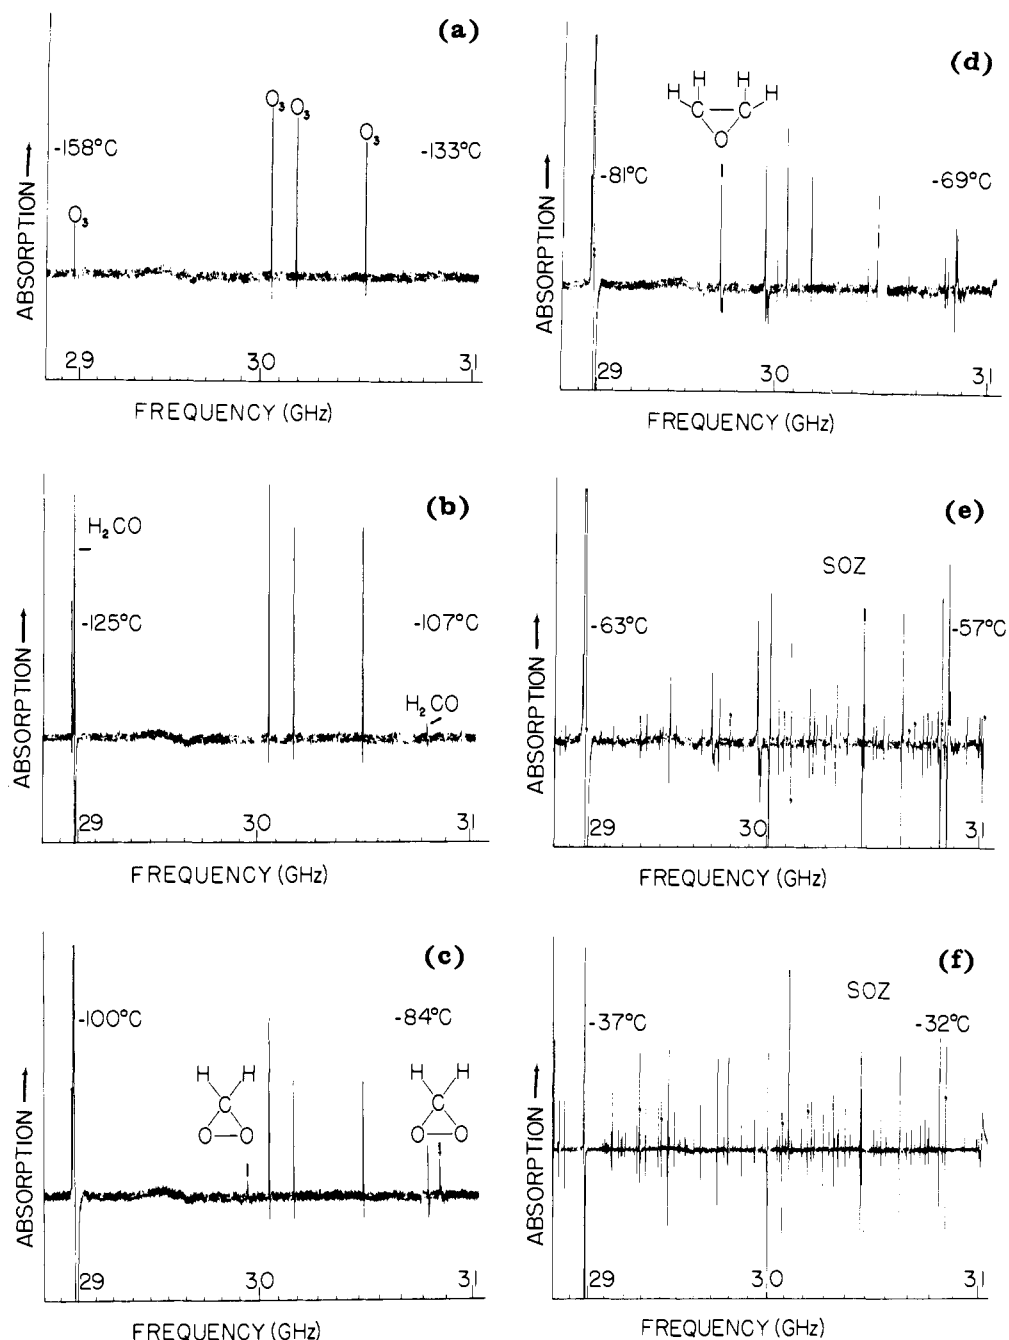 (a)
O₃ O₃ O₃ O₃
-158°C -133°C
ABSORPTION →
29 30 31
FREQUENCY (GHz)
(b)
H₂CO
-125°C -107°C
H₂CO
ABSORPTION →
29 30 31
FREQUENCY (GHz)
(c)
-100°C -84°C
H H H H
C C
O O O O
ABSORPTION →
29 30 31
FREQUENCY (GHz)
(d)
H H H H
C C
O
-81°C -69°C
ABSORPTION →
29 30 31
FREQUENCY (GHz)
(e)
SOZ
-63°C -57°C
ABSORPTION →
29 30 31
FREQUENCY (GHz)
(f)
SOZ
-37°C -32°C
ABSORPTION →
29 30 31
FREQUENCY (GHz)